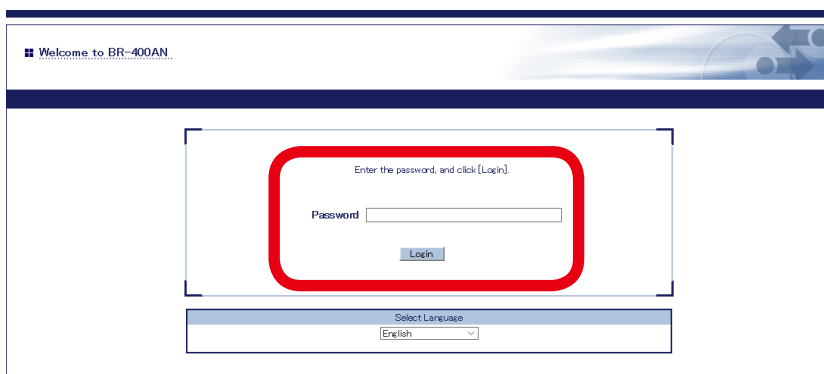 Welcome to BR-400AN
Enter the password, and click [Login].
Password
Login
Select Language
English